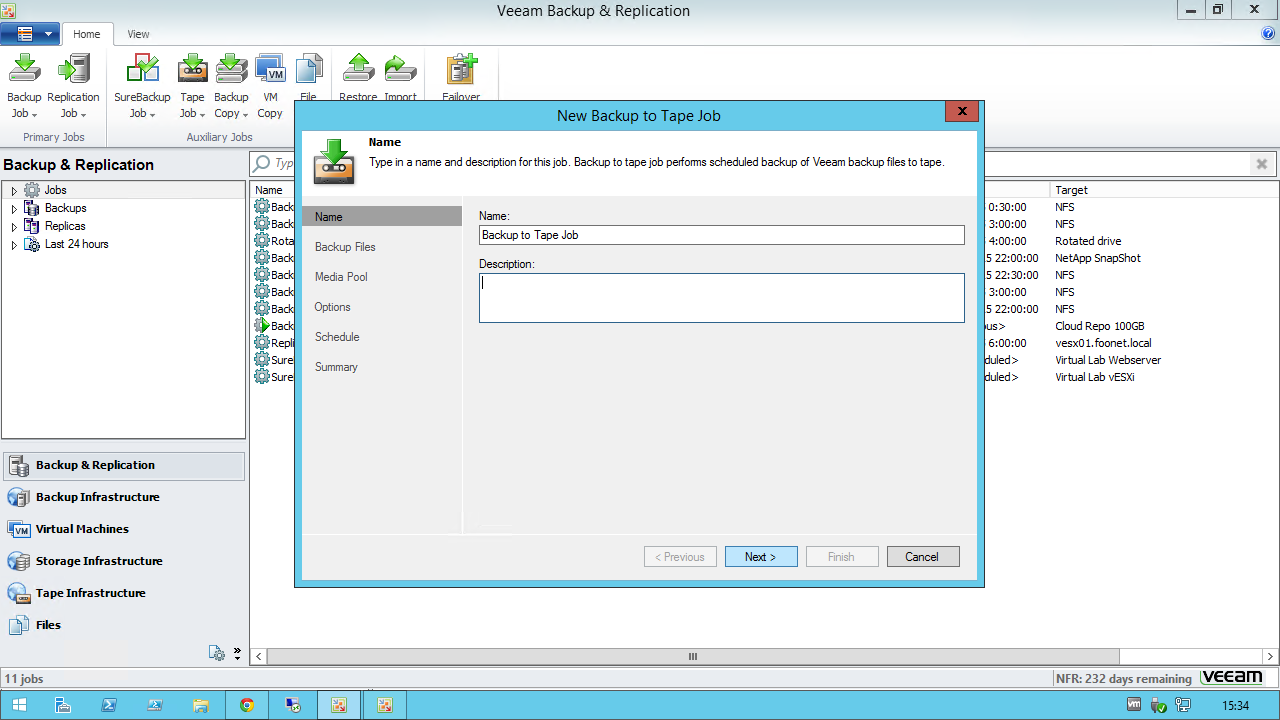 Veeam Backup & Replication
Home
View
Backup Job
Replication Job
SureBackup Job
Tape Job
Backup Copy
VM Copy
File
Restore
Import
Failover
Primary Jobs
Auxiliary Jobs
New Backup to Tape Job
Name
Type in a name and description for this job. Backup to tape job performs scheduled backup of Veeam backup files to tape.
Backup & Replication
Jobs
Backups
Replicas
Last 24 hours
Backup & Replication
Backup Infrastructure
VM
Virtual Machines
Storage Infrastructure
Tape Infrastructure
Files
Name
Backup Files
Media Pool
Options
Schedule
Summary
Name:
Backup to Tape Job
Description:
< Previous
Next >
Finish
Cancel
Typ
Name
Back
Back
Rota
Back
Back
Back
Back
Back
Repli
Sure
Sure
Target
0:30:00 NFS
3:00:00 NFS
4:00:00 Rotated drive
5 22:00:00 NetApp SnapShot
5 22:30:00 NFS
3:00:00 NFS
5 22:00:00 NFS
ous> Cloud Repo 100GB
6:00:00 vesx01.foonet.local
duled> Virtual Lab Webserver
duled> Virtual Lab vESXi
11 jobs
NFR: 232 days remaining
veeam
vm
15:34